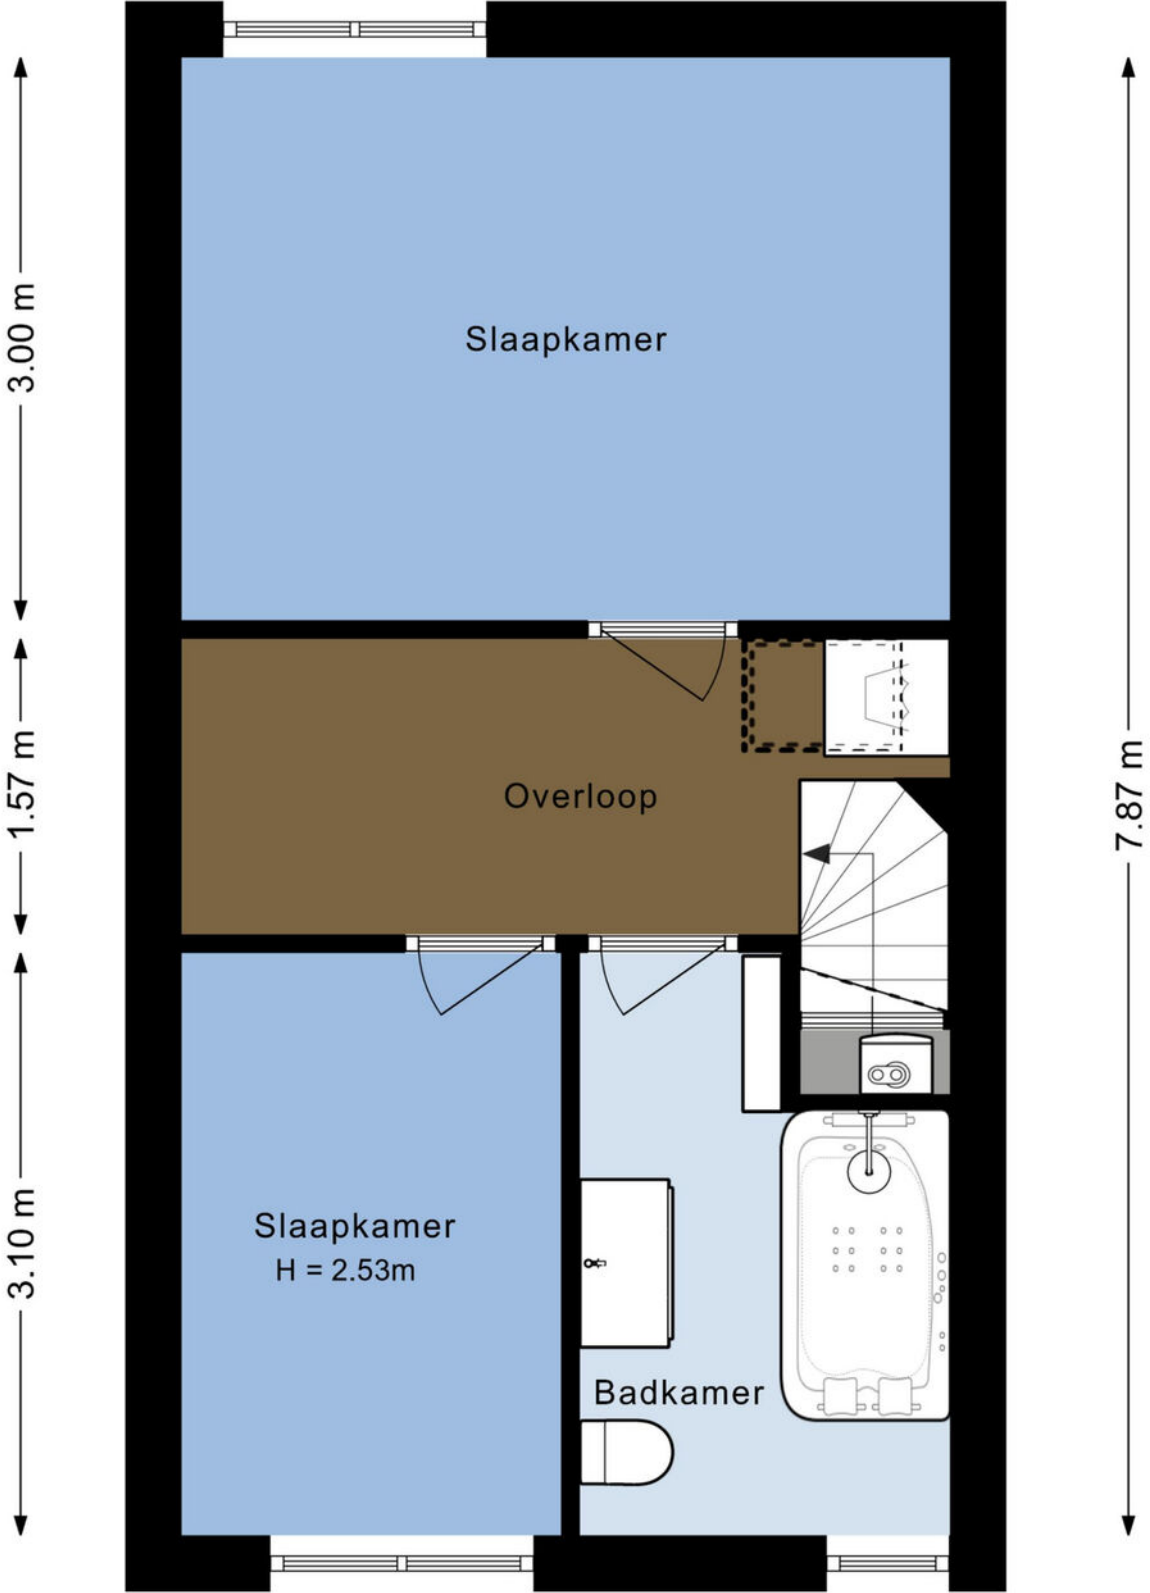 Slaapkamer
3.00 m
Overloop
1.57 m
7.87 m
Slaapkamer
H = 2.53m
3.10 m
Badkamer